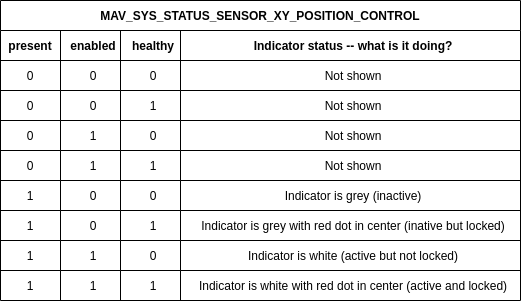 MAV_SYS_STATUS_SENSOR_XY_POSITION_CONTROL
present enabled healthy Indicator status -- what is it doing?
0 0 0 Not shown
0 0 1 Not shown
0 1 0 Not shown
0 1 1 Not shown
1 0 0 Indicator is grey (inactive)
1 0 1 Indicator is grey with red dot in center (inative but locked)
1 1 0 Indicator is white (active but not locked)
1 1 1 Indicator is white with red dot in center (active and locked)